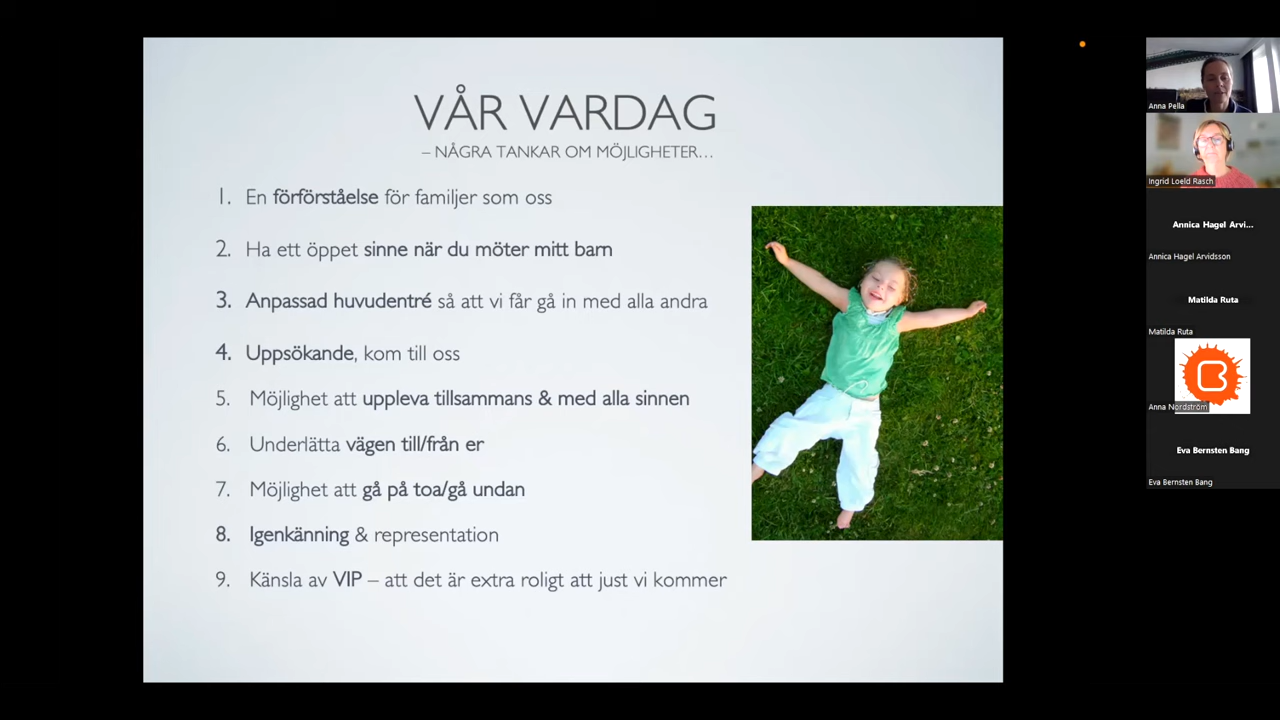 VÅR VARDAG
– NÅGRA TANKAR OM MÖJLIGHETER...
1. En förförståelse för familjer som oss
2. Ha ett öppet sinne när du möter mitt barn
3. Anpassad huvudentré så att vi får gå in med alla andra
4. Uppsökande, kom till oss
5. Möjlighet att uppleva tillsammans & med alla sinnen
6. Underlätta vägen till/från er
7. Möjlighet att gå på toa/gå undan
8. Igenkänning & representation
9. Känsla av VIP – att det är extra roligt att just vi kommer
Anna Pella
Ingrid Loeld Rasch
Annica Hagel Arvi...
Annica Hagel Arvidsson
Matilda Ruta
Matilda Ruta
Anna Nordström
Eva Bernsten Bang
Eva Bernsten Bang